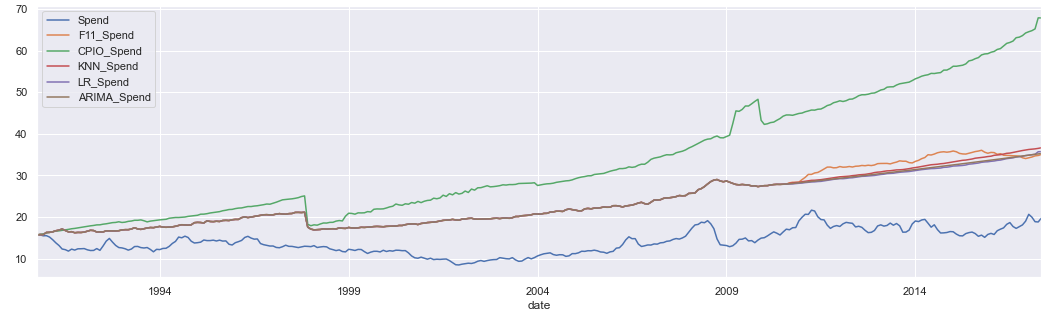 70
60
50
40
30
20
10
Spend
F11_Spend
CPIO_Spend
KNN_Spend
LR_Spend
ARIMA_Spend
1994 1999 2004 2009 2014
date